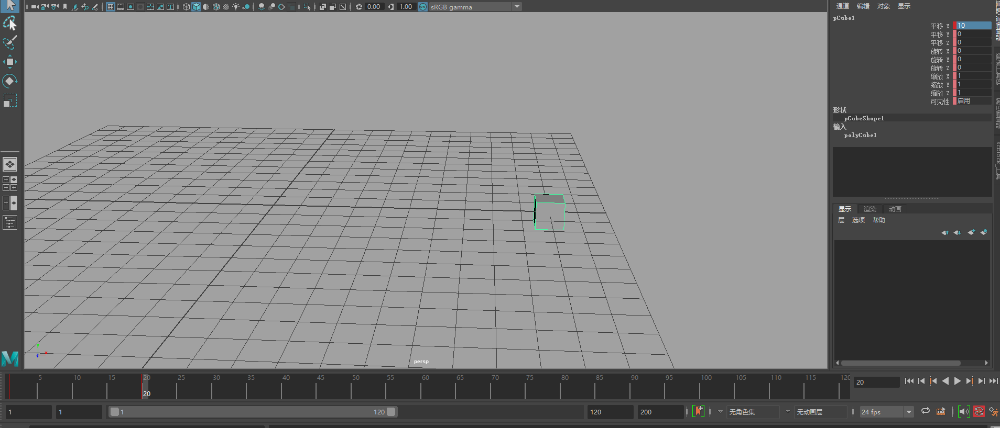 0.00
1.00
ON
sRGB gamma
通道 编辑 对象 显示
pCube1
平移 X 10
平移 Y 0
平移 Z 0
旋转 X 0
旋转 Y 0
旋转 Z 0
缩放 X 1
缩放 Y 1
缩放 Z 1
可见性 启用
形状
pCubeShape1
输入
polyCube1
显示 渲染 动画
层 选项 帮助
persp
x
5 10 15 20 25 30 35 40 45 50 55 60 65 70 75 80 85 90 95 100 105 110 115 120
20
20
1 1 1 120 120 200 无角色集 无动画层 24 fps